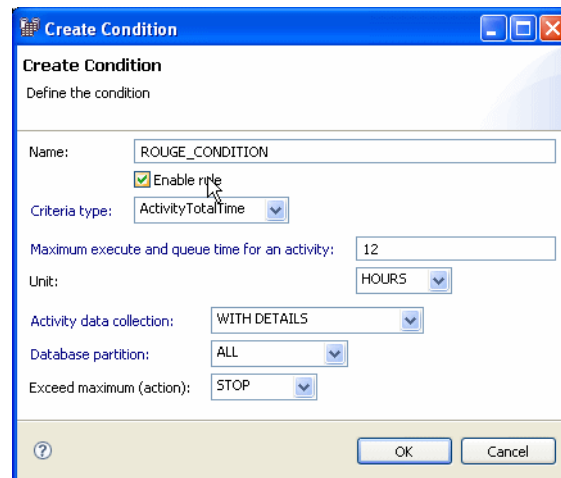 Create Condition
Create Condition
Define the condition
Name: ROUGE_CONDITION
Enable rule
Criteria type: ActivityTotalTime
Maximum execute and queue time for an activity: 12
Unit: HOURS
Activity data collection: WITH DETAILS
Database partition: ALL
Exceed maximum (action): STOP
? OK Cancel